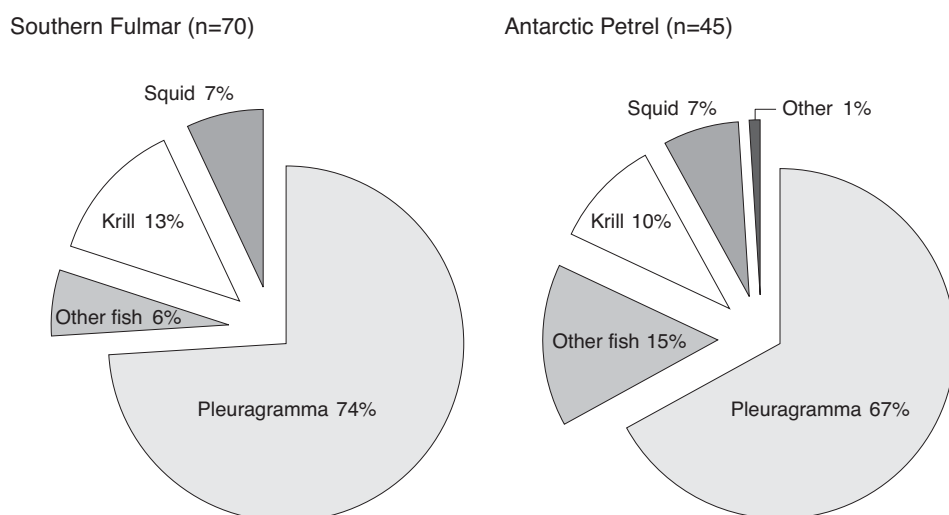 Southern Fulmar (n=70)
Squid 7%
Krill 13%
Other fish 6%
Pleuragramma 74%
Antarctic Petrel (n=45)
Squid 7%
Other 1%
Krill 10%
Other fish 15%
Pleuragramma 67%